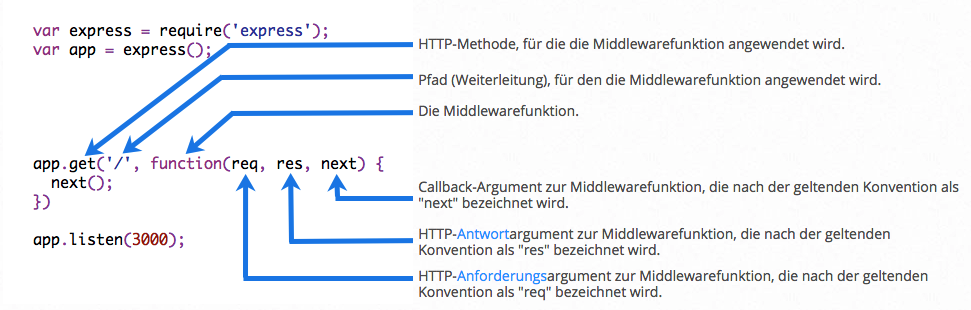 var express = require('express');
var app = express();
HTTP-Methode, für die die Middlewarefunktion angewendet wird.
Pfad (Weiterleitung), für den die Middlewarefunktion angewendet wird.
Die Middlewarefunktion.
app.get('/', function(req, res, next) {
next();
})
app.listen(3000);
Callback-Argument zur Middlewarefunktion, die nach der geltenden Konvention als
"next" bezeichnet wird.
HTTP-Antwortargument zur Middlewarefunktion, die nach der geltenden
Konvention als "res" bezeichnet wird.
HTTP-Anforderungsargument zur Middlewarefunktion, die nach der geltenden
Konvention als "req" bezeichnet wird.